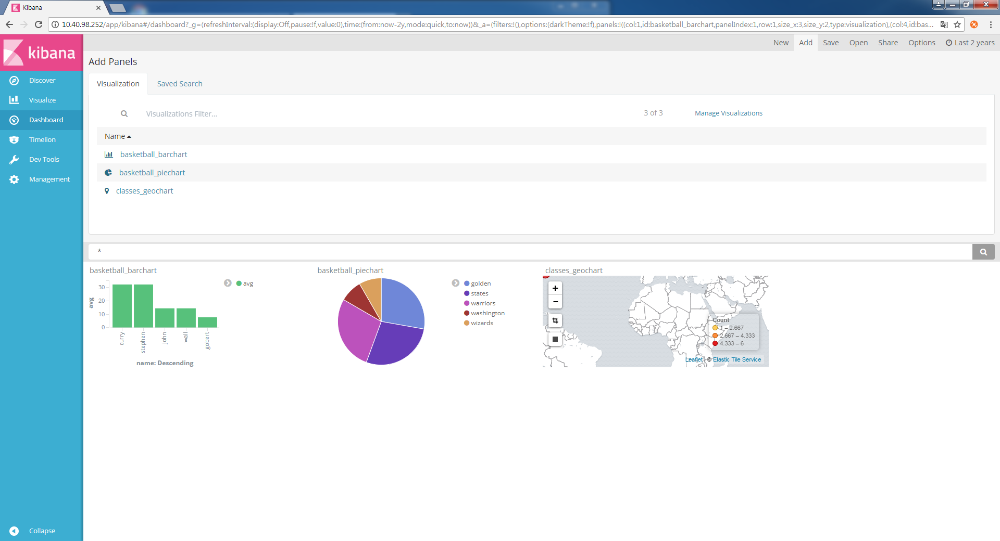 Kibana
10.40.98.252/app/kibana#/dashboard?_g=(refreshInterval:(display:Off,pause:!f,value:0),time:(from:now-2y,mode:quick,to:now))&_a=(filters:!(),options:(darkTheme:!f),panels:!((col:1,id:basketball_barchart,panelIndex:1,row:1,size_x:3,size_y:2,type:visualization),(col:4,id:bas...
kibana
New Add Save Open Share Options Last 2 years
Add Panels
Discover
Visualize
Dashboard
Timelion
Dev Tools
Management
Collapse
Visualization Saved Search
Visualizations Filter... 3 of 3 Manage Visualizations
Name
basketball_barchart
basketball_piechart
classes_geochart
*
basketball_barchart
avg
30
20
10
0
avg
curry
stephen
john
wall
gobert
name: Descending
basketball_piechart
golden
states
warriors
washington
wizards
classes_geochart
+
−
Count
1 – 2.667
2.667 – 4.333
4.333 – 6
Leaflet | © Elastic Tile Service